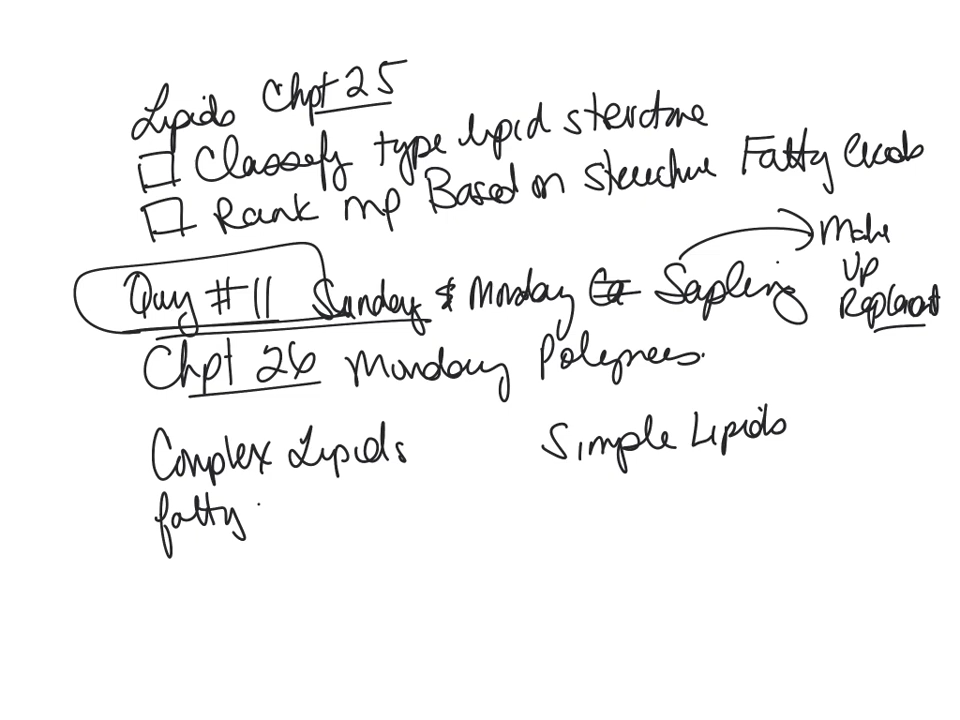 Lipids Chpt 25
Classify type lipid structure
Rank mp Based on structure Fatty Acids
Quiz #11 Sunday & Monday Sapling → Make
Up
Replacement
Chpt 26 Monday Polymers.
Complex Lipids Simple Lipids
fatty